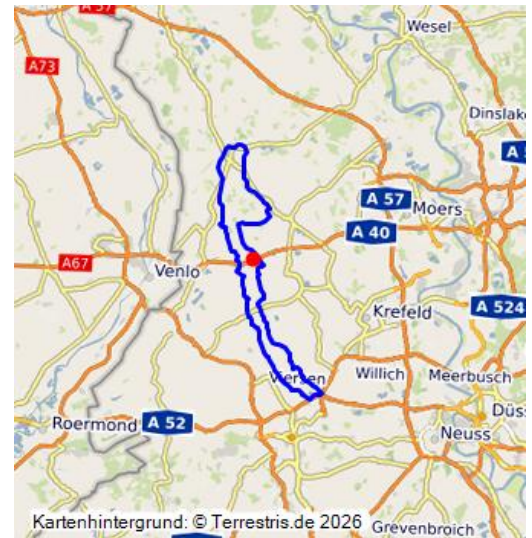 A 57
Wesel
A73
Dinslake
A 57
Moers
A 40
A67
Venlo
Krefeld
A 524
Viersen
Willich
Meerbusch
A 52
Düss
Roermond
Neuss
Grevenbroich
Kartenhintergrund: © Terrestris.de 2026